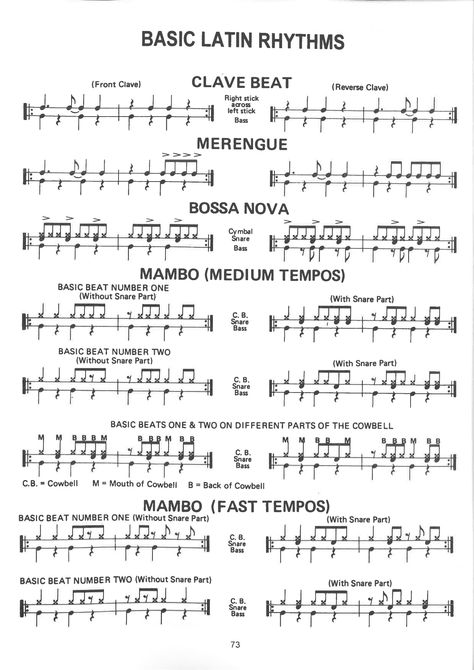 BASIC LATIN RHYTHMS
CLAVE BEAT
(Front Clave)
Right stick
across
left stick
Bass
(Reverse Clave)
MERENGUE
BOSSA NOVA
Cymbal
Snare
Bass
MAMBO (MEDIUM TEMPOS)
BASIC BEAT NUMBER ONE
(Without Snare Part)
C. B.
Snare
Bass
(With Snare Part)
BASIC BEAT NUMBER TWO
(Without Snare Part)
C. B.
Snare
Bass
(With Snare Part)
BASIC BEATS ONE & TWO ON DIFFERENT PARTS OF THE COWBELL
M M B B B M B B M B B
C. B.
Snare
Bass
M M B B B M B B M B B
C.B. = Cowbell M = Mouth of Cowbell B = Back of Cowbell
MAMBO (FAST TEMPOS)
BASIC BEAT NUMBER ONE (Without Snare Part)
C. B.
Snare
Bass
(With Snare Part)
BASIC BEAT NUMBER TWO (Without Snare Part)
C. B.
Snare
Bass
(With Snare Part)
73